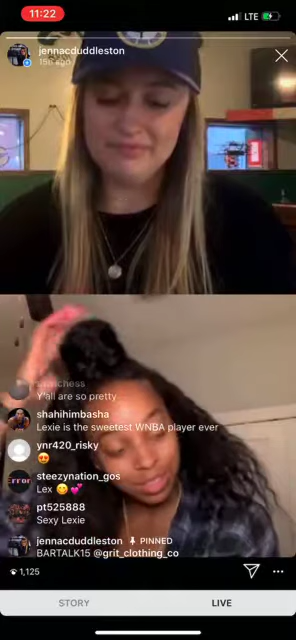 11:22
LTE
jennacduddleston
15h ago
Y'all are so pretty
shahihimbasha
Lexie is the sweetest WNBA player ever
ynr420_risky
😍
steezynation_gos
Lex 😋💕
pt525888
Sexy Lexie
jennacduddleston PINNED
BARTALK15 @grit_clothing_co
1,125
STORY LIVE